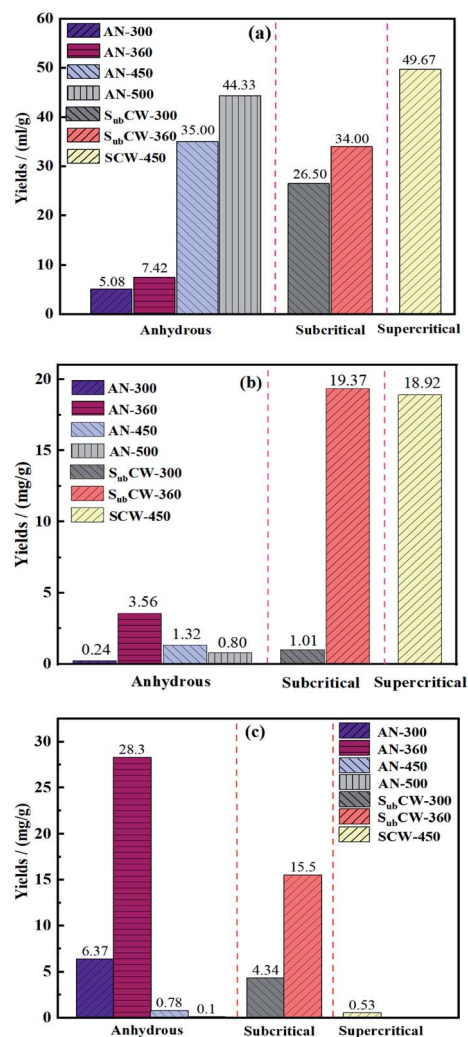 (a)
Yields / (ml/g)
60
50
40
30
20
10
0
AN-300
AN-360
AN-450
AN-500
SubCW-300
SubCW-360
SCW-450
5.08
7.42
35.00
44.33
26.50
34.00
49.67
Anhydrous
Subcritical
Supercritical
(b)
Yields / (mg/g)
20
15
10
5
0
AN-300
AN-360
AN-450
AN-500
SubCW-300
SubCW-360
SCW-450
0.24
3.56
1.32
0.80
1.01
19.37
18.92
Anhydrous
Subcritical
Supercritical
(c)
Yields / (mg/g)
30
25
20
15
10
5
0
AN-300
AN-360
AN-450
AN-500
SubCW-300
SubCW-360
SCW-450
6.37
28.3
0.78
0.1
4.34
15.5
0.53
Anhydrous
Subcritical
Supercritical